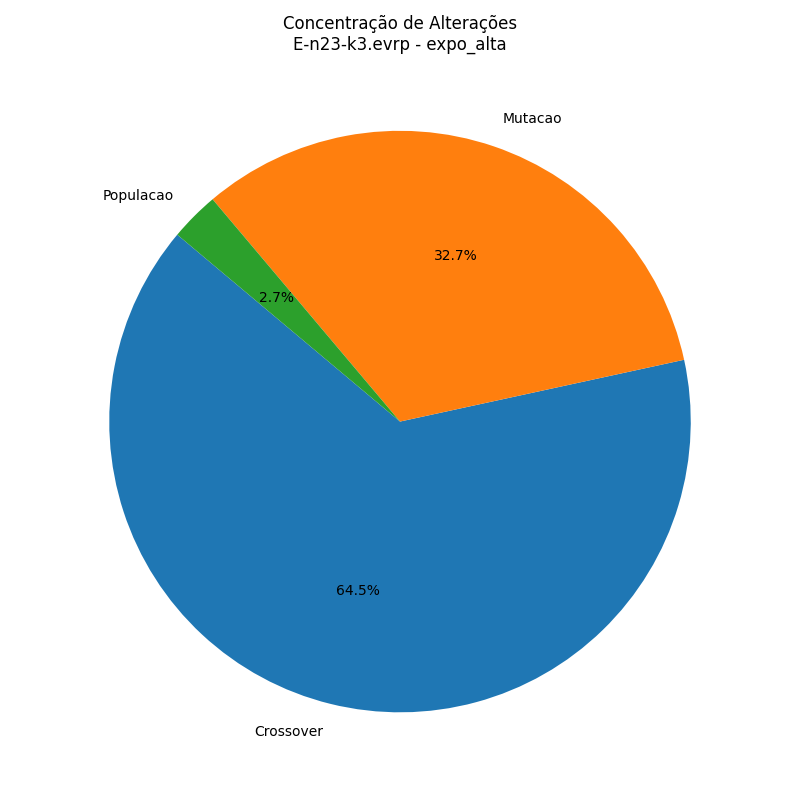 Concentração de Alterações
E-n23-k3.evrp - expo_alta
Mutacao
Populacao
32.7%
2.7%
64.5%
Crossover